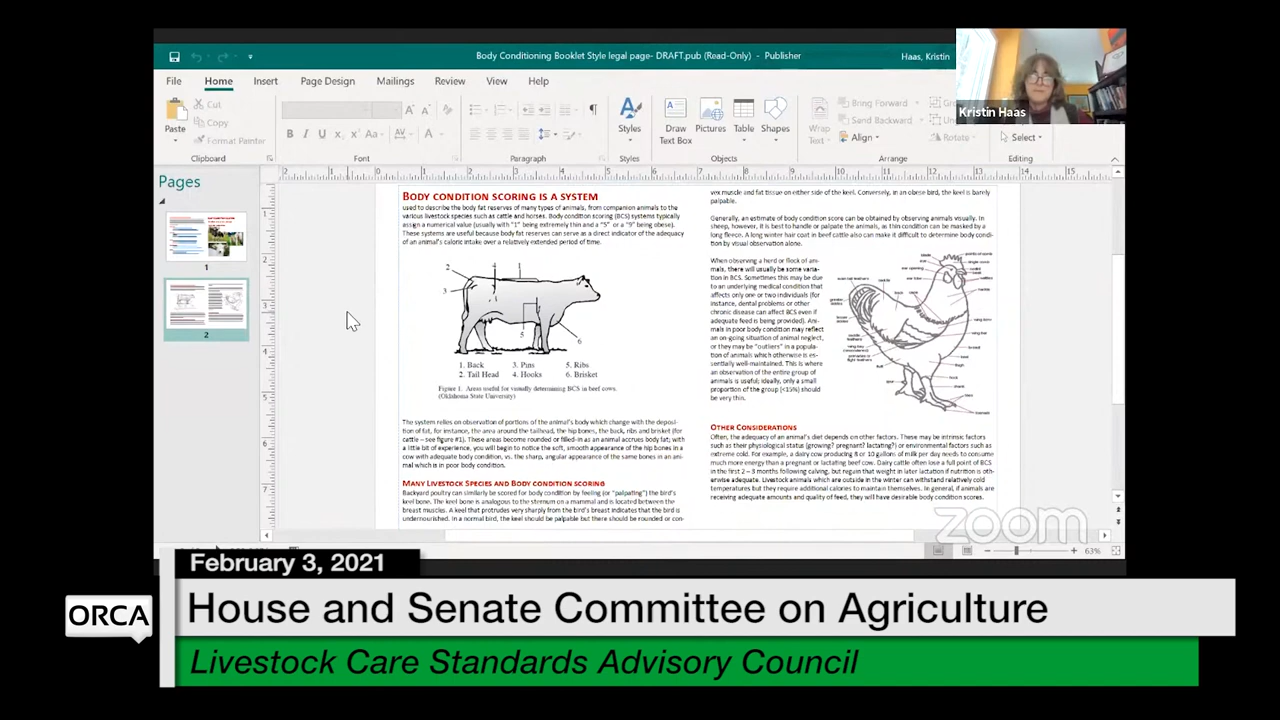 Body Conditioning Booklet Style legal page- DRAFT.pub (Read-Only) - Publisher
Haas, Kristin
File Home Insert Page Design Mailings Review View Help
Kristin Haas
Paste
Cut
Copy
Format Painter
Clipboard
Font
Paragraph
Styles
Styles
Draw Text Box
Pictures
Table
Shapes
Objects
Wrap Text
Bring Forward
Send Backward
Align
Rotate
Arrange
Select
Editing
Pages
1
2
BODY CONDITION SCORING IS A SYSTEM
used to describe the body fat reserves of many types of animals, from companion animals to the
various livestock species such as cattle and horses. Body condition scoring (BCS) systems typically
assign a numerical value (usually with "1" being extremely thin and a "5" or a "9" being obese).
These systems are useful because body fat reserves can serve as a direct indicator of the adequacy
of an animal's caloric intake over a relatively extended period of time.
1. Back 3. Pins 5. Ribs
2. Tail Head 4. Hooks 6. Brisket
Figure 1. Areas useful for visually determining BCS in beef cows.
(Oklahoma State University)
The system relies on observation of portions of the animal's body which change with the deposi-
tion of fat, for instance, the area around the tailhead, the hip bones, the back, ribs and brisket (for
cattle – see figure #1). These areas become rounded or filled-in as an animal accrues body fat; with
a little bit of experience, you will begin to notice the soft, smooth appearance of the hip bones in a
cow with adequate body condition, vs. the sharp, angular appearance of the same bones in an ani-
mal which is in poor body condition.
MANY LIVESTOCK SPECIES AND BODY CONDITION SCORING
Backyard poultry can similarly be scored for body condition by feeling (or "palpating") the bird's
keel bone. The keel bone is analogous to the sternum on a mammal and is located between the
breast muscles. A keel that protrudes very sharply from the bird's breast indicates that the bird is
undernourished. In a normal bird, the keel should be palpable but there should be rounded or con-
vex muscle and fat tissue on either side of the keel. Conversely, in an obese bird, the keel is barely
palpable.
Generally, an estimate of body condition score can be obtained by observing animals visually. In
sheep, however, it is best to handle or palpate the animals, as thin condition can be masked by a
long fleece. A long winter hair coat in beef cattle also can make it difficult to determine body condi-
tion by visual observation alone.
When observing a herd or flock of ani-
mals, there will usually be some varia-
tion in BCS. Sometimes this may be due
to an underlying medical condition that
affects only one or two individuals (for
instance, dental problems or other
chronic disease can affect BCS even if
adequate feed is being provided). Ani-
mals in poor body condition may reflect
an on-going situation of animal neglect,
or they may be "outliers" in a popula-
tion of animals which otherwise is es-
sentially well-maintained. This is where
an observation of the entire group of
animals is useful; ideally, only a small
proportion of the group (<15%) should
be very thin.
OTHER CONSIDERATIONS
Often, the adequacy of an animal's diet depends on other factors. These may be intrinsic factors
such as their physiological status (growing? pregnant? lactating?) or environmental factors such as
extreme cold. For example, a dairy cow producing 8 or 10 gallons of milk per day needs to consume
much more energy than a pregnant or lactating beef cow. Dairy cattle often lose a full point of BCS
in the first 2 – 3 months following calving, but regain that weight in later lactation if nutrition is oth-
erwise adequate. Livestock animals which are outside in the winter can withstand relatively cold
temperatures but they require additional calories to maintain themselves. In general, if animals are
receiving adequate amounts and quality of feed, they will have desirable body condition scores.
zoom
63%
February 3, 2021
ORCA
House and Senate Committee on Agriculture
Livestock Care Standards Advisory Council